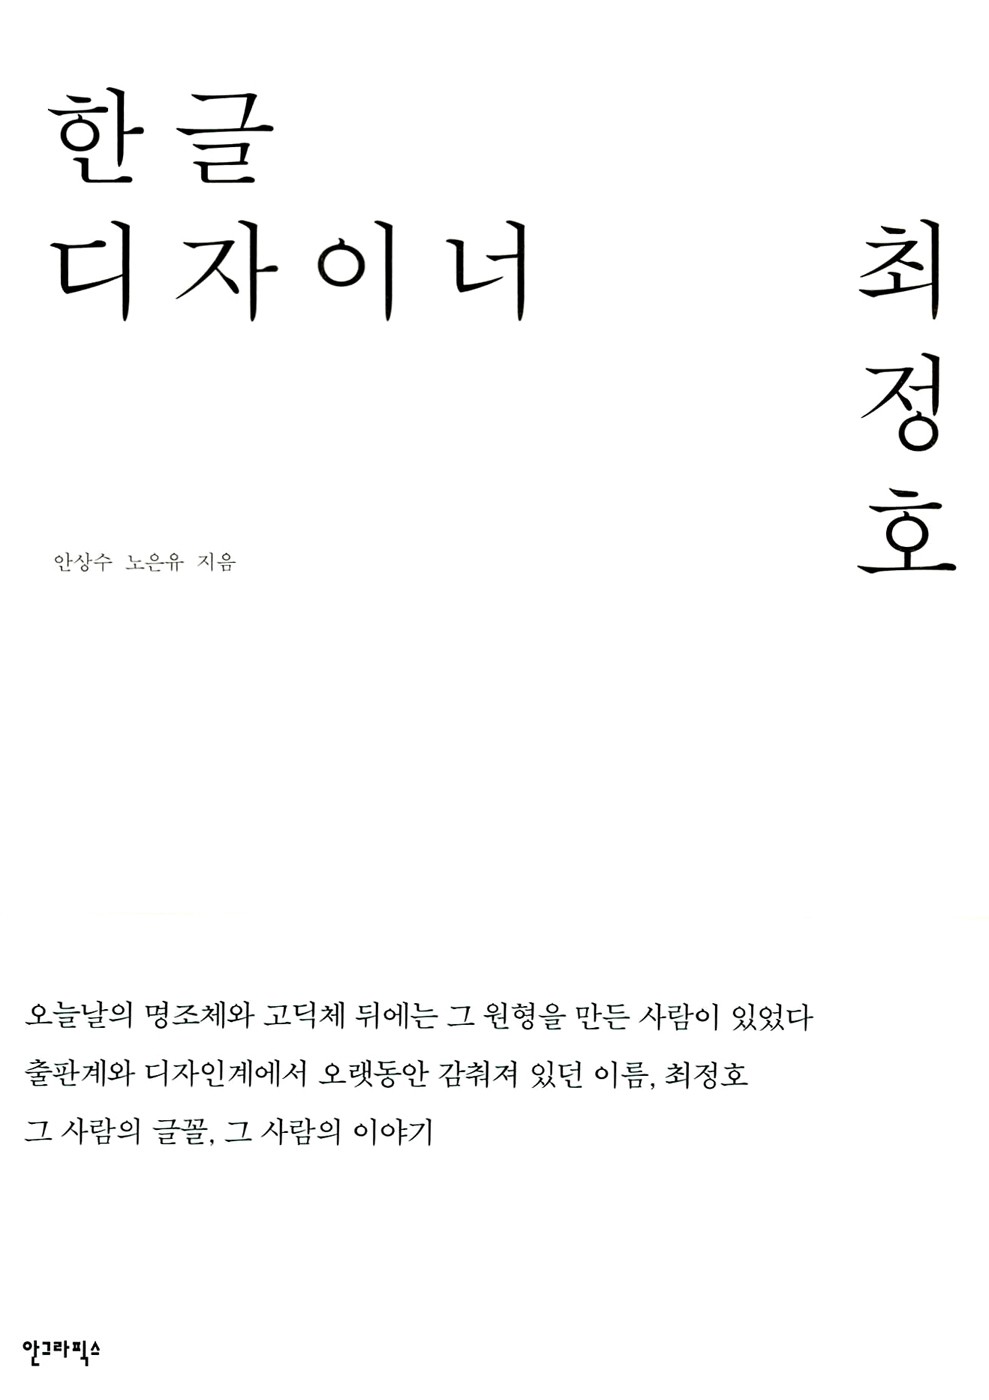 한글
디자이너
최정호
안상수 노은유 지음
오늘날의 명조체와 고딕체 뒤에는 그 원형을 만든 사람이 있었다
출판계와 디자인계에서 오랫동안 감춰져 있던 이름, 최정호
그 사람의 글꼴, 그 사람의 이야기
안그라픽스